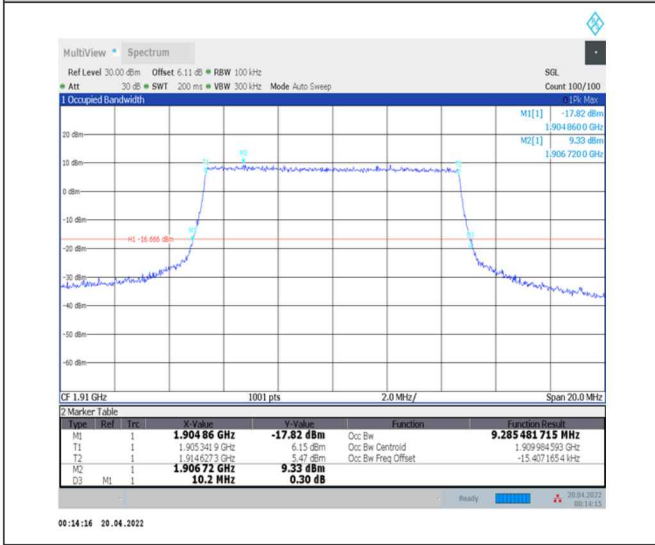 MultiView Spectrum
Ref Level 30.00 dBm Offset 6.11 dB RBW 100 kHz SGL
Att 30 dB SWT 200 ms VBW 300 kHz Mode Auto Sweep Count 100/100
1 Occupied Bandwidth 1Pk Max
M1[1] -17.82 dBm
1.904 860 0 GHz
M2[1] 9.33 dBm
1.906 720 0 GHz
20 dBm
10 dBm
0 dBm
-10 dBm
H1 -16.666 dBm
-20 dBm
-30 dBm
-40 dBm
-50 dBm
-60 dBm
CF 1.91 GHz 1001 pts 2.0 MHz/ Span 20.0 MHz
2 Marker Table
Type Ref Trc X-Value Y-Value Function Function Result
M1 1 1.904 86 GHz -17.82 dBm Occ Bw 9.285 481 715 MHz
T1 1 1.905 341 9 GHz 6.15 dBm Occ Bw Centroid 1.909 984 593 GHz
T2 1 1.914 627 3 GHz 5.47 dBm Occ Bw Freq Offset -15.407 165 4 kHz
M2 1 1.906 72 GHz 9.33 dBm
D3 M1 1 10.2 MHz 0.30 dB
Ready 20.04.2022
00:14:15
00:14:16 20.04.2022